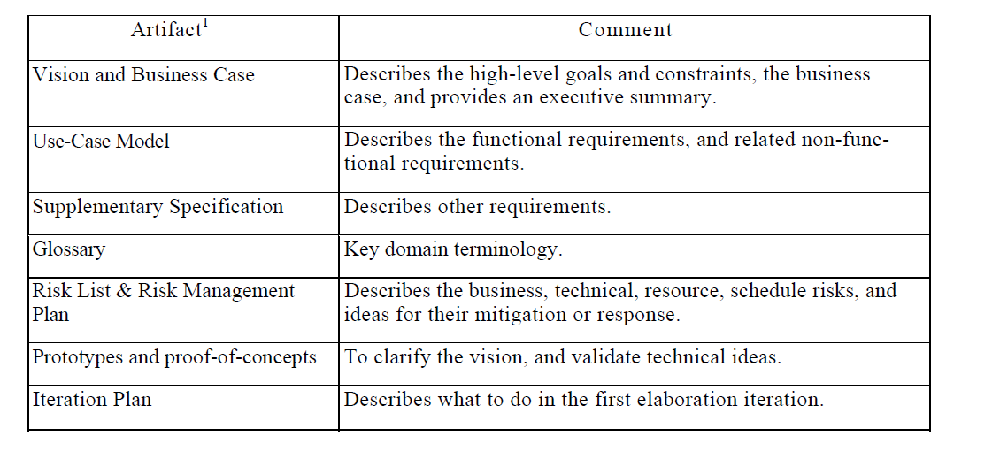 Artifact1
Comment
Vision and Business Case
Describes the high-level goals and constraints, the business
case, and provides an executive summary.
Use-Case Model
Describes the functional requirements, and related non-func-
tional requirements.
Supplementary Specification
Describes other requirements.
Glossary
Key domain terminology.
Risk List & Risk Management
Plan
Describes the business, technical, resource, schedule risks, and
ideas for their mitigation or response.
Prototypes and proof-of-concepts
To clarify the vision, and validate technical ideas.
Iteration Plan
Describes what to do in the first elaboration iteration.